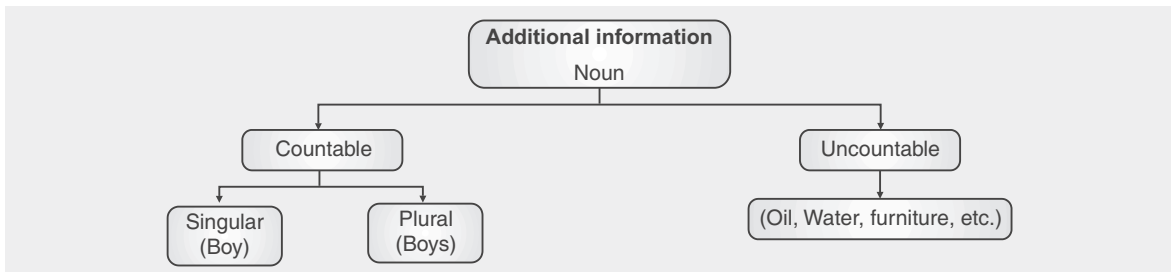 Additional information
Noun
Countable
Uncountable
Singular
(Boy)
Plural
(Boys)
(Oil, Water, furniture, etc.)